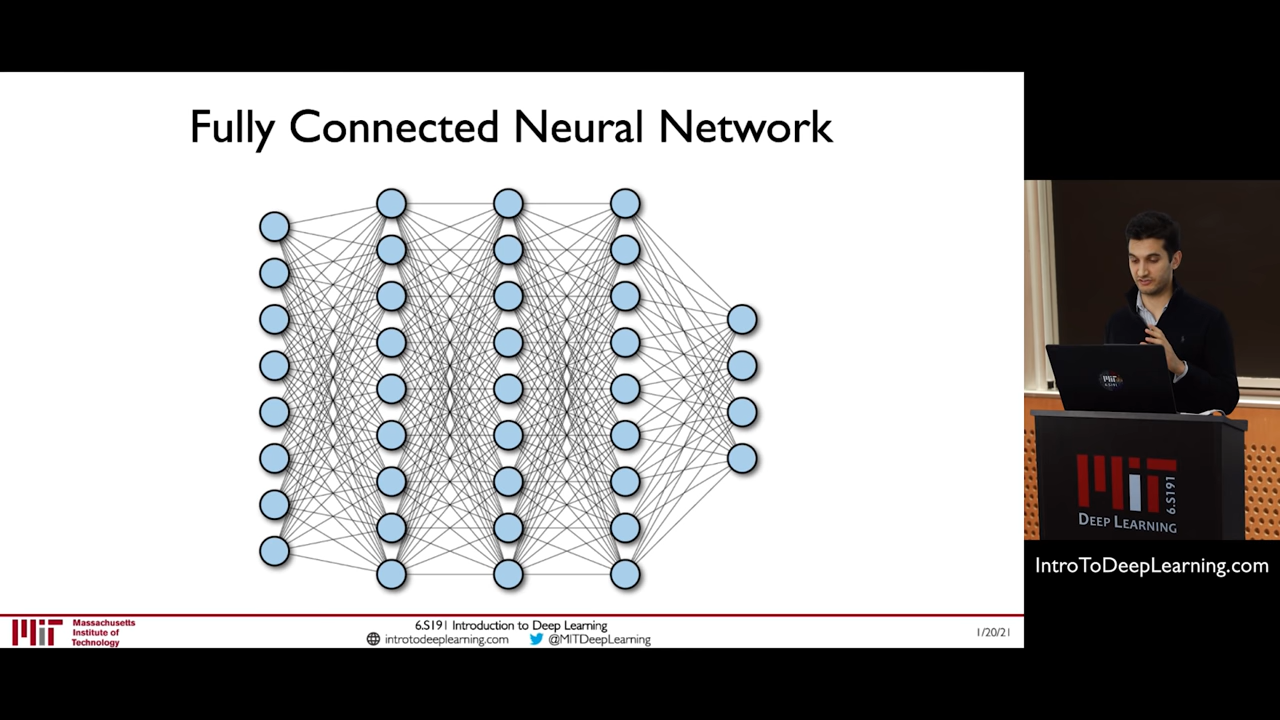 Fully Connected Neural Network
MIT
6.S191
DEEP LEARNING
IntroToDeepLearning.com
Massachusetts
Institute of
Technology
6.S191 Introduction to Deep Learning
introtodeeplearning.com @MITDeepLearning
1/20/21